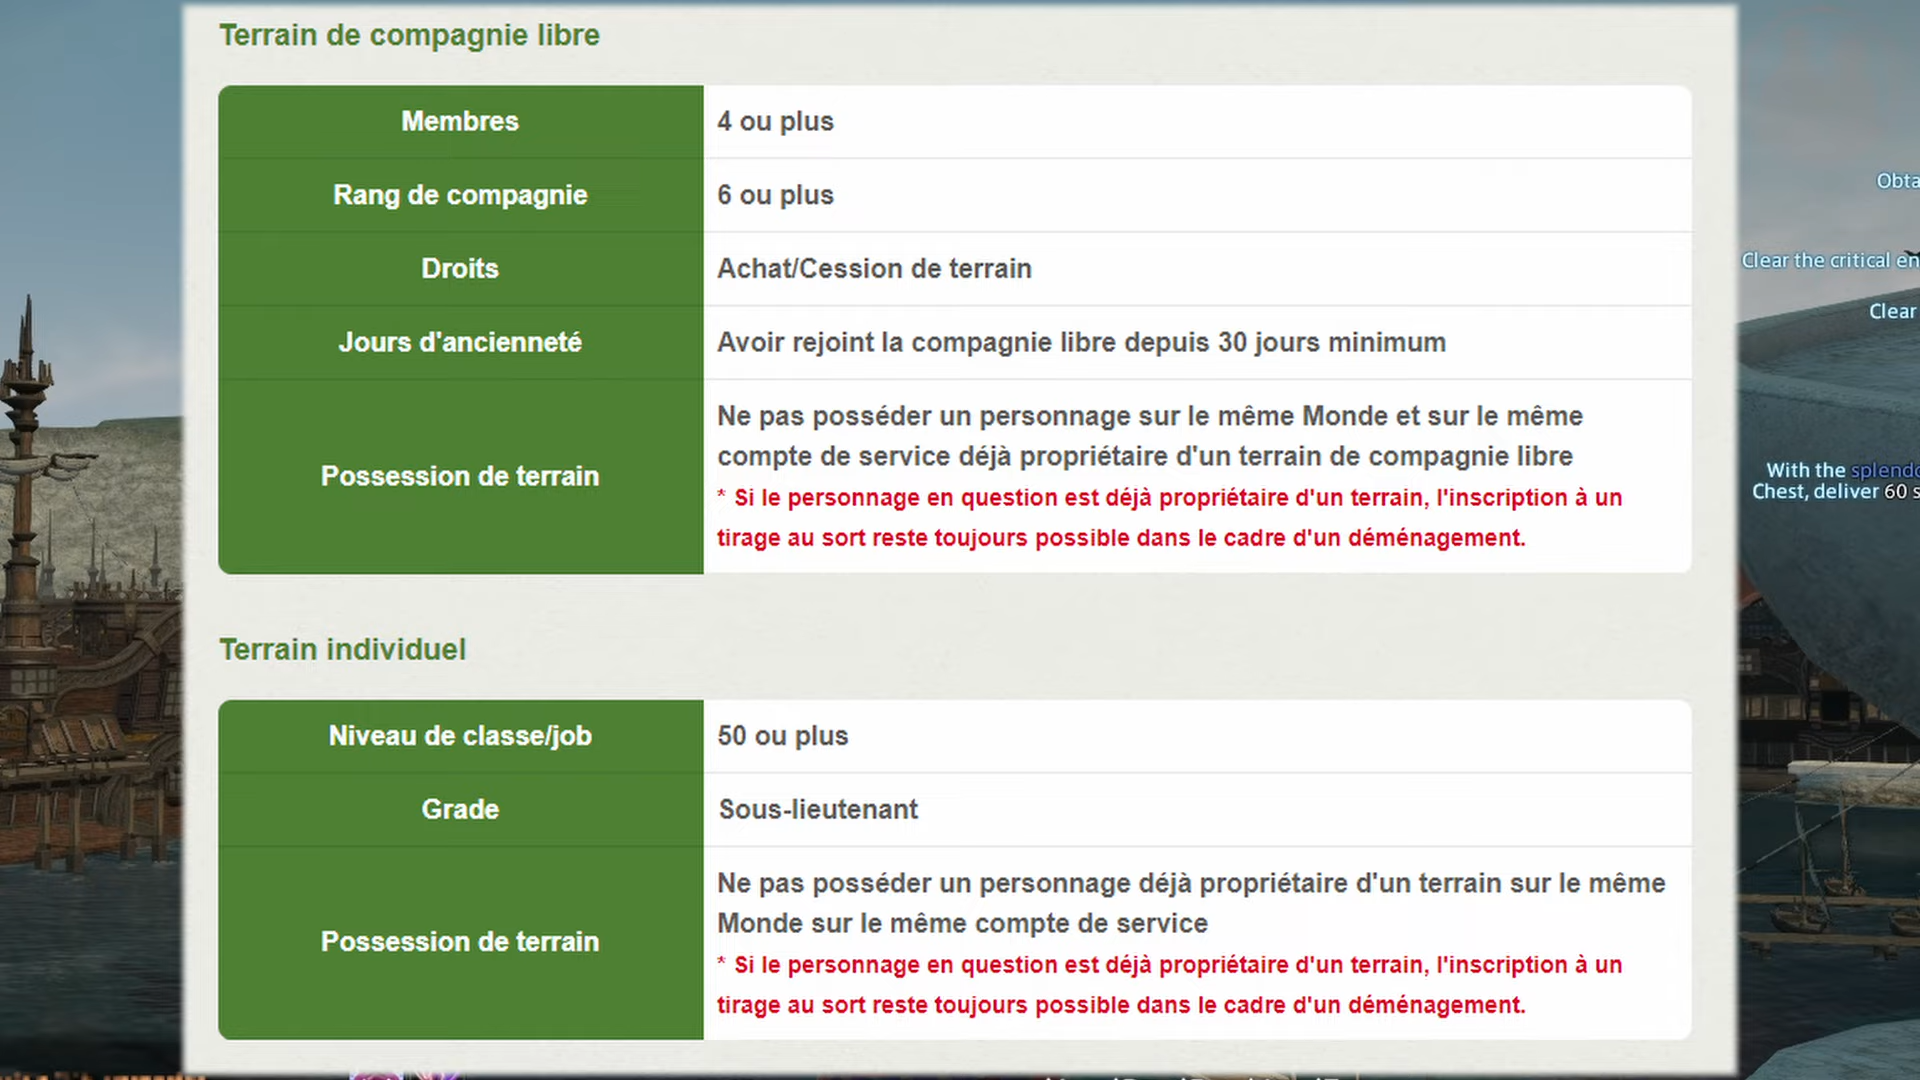 Terrain de compagnie libre
Membres
4 ou plus
Rang de compagnie
6 ou plus
Droits
Achat/Cession de terrain
Jours d'ancienneté
Avoir rejoint la compagnie libre depuis 30 jours minimum
Possession de terrain
Ne pas posséder un personnage sur le même Monde et sur le même
compte de service déjà propriétaire d'un terrain de compagnie libre
* Si le personnage en question est déjà propriétaire d'un terrain, l'inscription à un
tirage au sort reste toujours possible dans le cadre d'un déménagement.
Terrain individuel
Niveau de classe/job
50 ou plus
Grade
Sous-lieutenant
Possession de terrain
Ne pas posséder un personnage déjà propriétaire d'un terrain sur le même
Monde sur le même compte de service
* Si le personnage en question est déjà propriétaire d'un terrain, l'inscription à un
tirage au sort reste toujours possible dans le cadre d'un déménagement.
Clear the critical
Clear
With the
Chest, deliver 60